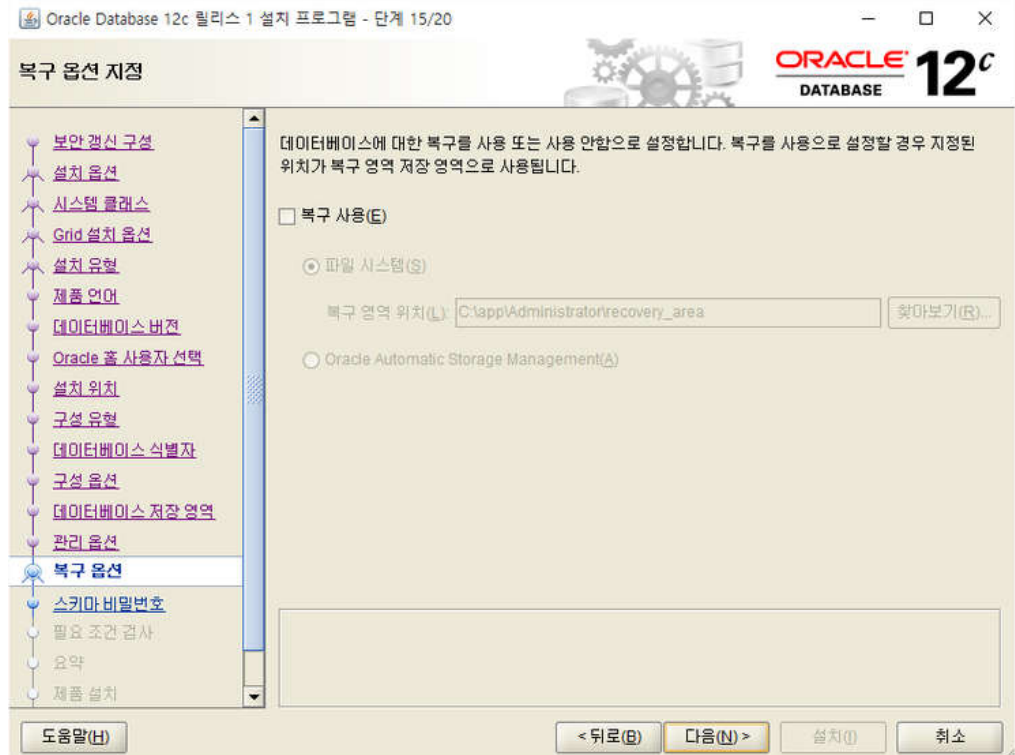 Oracle Database 12c 릴리스 1 설치 프로그램 - 단계 15/20
복구 옵션 지정
ORACLE
DATABASE
12c
보안 갱신 구성
설치 옵션
시스템 클래스
Grid 설치 옵션
설치 유형
제품 언어
데이터베이스 버전
Oracle 홈 사용자 선택
설치 위치
구성 유형
데이터베이스 식별자
구성 옵션
데이터베이스 저장 영역
관리 옵션
복구 옵션
스키마 비밀번호
필요 조건 검사
요약
제품 설치
데이터베이스에 대한 복구를 사용 또는 사용 안함으로 설정합니다. 복구를 사용으로 설정할 경우 지정된
위치가 복구 영역 저장 영역으로 사용됩니다.
복구 사용(E)
파일 시스템(S)
복구 영역 위치(L): C:\app\Administrator\recovery_area 찾아보기(R)...
Oracle Automatic Storage Management(A)
도움말(H) < 뒤로(B) 다음(N) > 설치(I) 취소